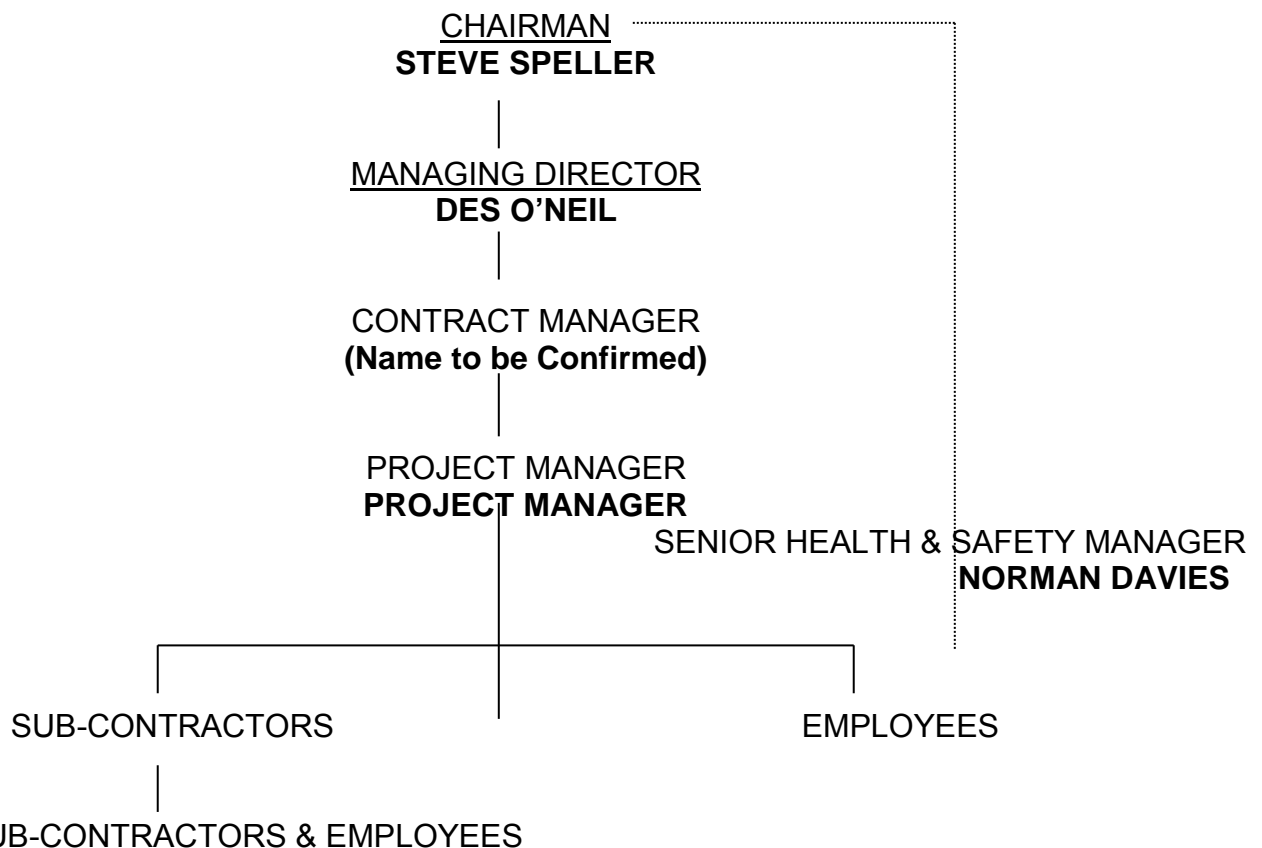 CHAIRMAN
STEVE SPELLER
MANAGING DIRECTOR
DES O’NEIL
CONTRACT MANAGER
(Name to be Confirmed)
PROJECT MANAGER
PROJECT MANAGER
SENIOR HEALTH & SAFETY MANAGER
NORMAN DAVIES
SUB-CONTRACTORS
EMPLOYEES
UB-CONTRACTORS & EMPLOYEES